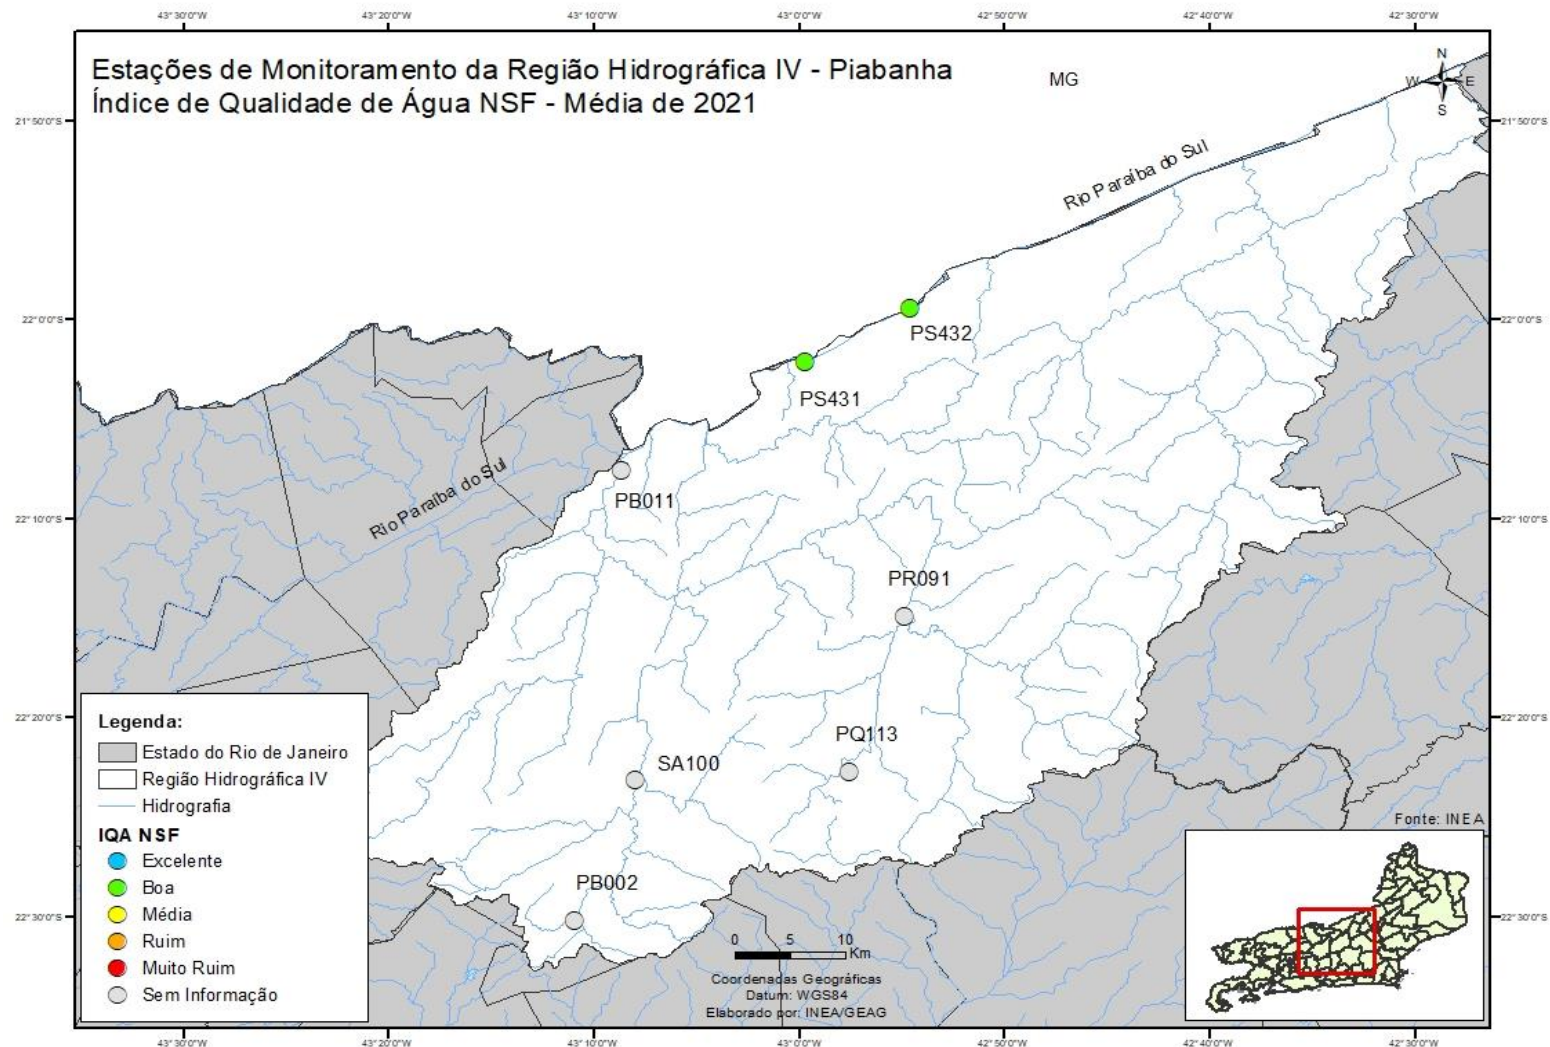 43°30'0"W 43°20'0"W 43°10'0"W 43°0'0"W 42°50'0"W 42°40'0"W 42°30'0"W
Estações de Monitoramento da Região Hidrográfica IV - Piabanha
Índice de Qualidade de Água NSF - Média de 2021
MG
N
W E
S
21°50'0"S 21°50'0"S
Rio Paraíba do Sul
22°0'0"S 22°0'0"S
PS432
PS431
Rio Paraíba do Sul
PB011
22°10'0"S 22°10'0"S
PR091
22°20'0"S 22°20'0"S
PQ113
SA100
PB002
22°30'0"S 22°30'0"S
Legenda:
Estado do Rio de Janeiro
Região Hidrográfica IV
Hidrografia
IQA NSF
Excelente
Boa
Média
Ruim
Muito Ruim
Sem Informação
0 5 10
Km
Coordenadas Geográficas
Datum: WGS84
Elaborado por: INEA/GEAG
Fonte: INEA
43°30'0"W 43°20'0"W 43°10'0"W 43°0'0"W 42°50'0"W 42°40'0"W 42°30'0"W